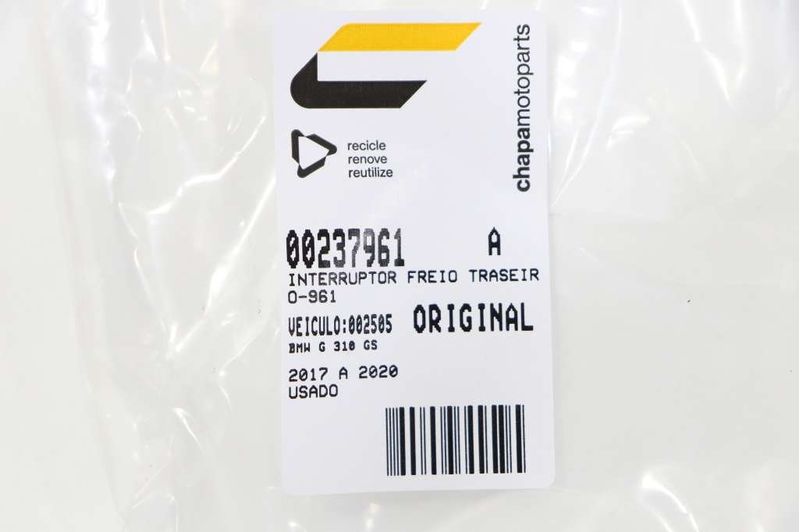 chapamotoparts
recicle
renove
reutilize
00237961 A
INTERRUPTOR FREIO TRASEIR
O-961
VEICULO:002505 ORIGINAL
BMW G 310 GS
2017 A 2020
USADO